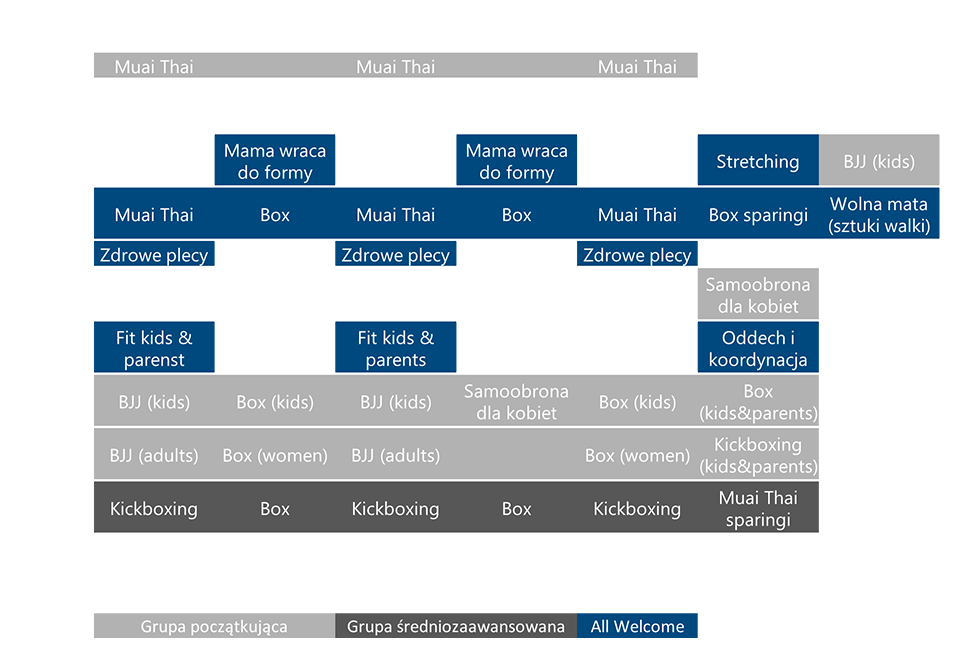 Muai Thai Muai Thai Muai Thai
Mama wraca Mama wraca
do formy do formy Stretching BJJ (kids)
Muai Thai Box Muai Thai Box Muai Thai Box sparingi Wolna mata
(sztuki walki)
Zdrowe plecy Zdrowe plecy Zdrowe plecy
Samoobrona
dla kobiet
Fit kids & Fit kids & Oddech i
parenst parents koordynacja
BJJ (kids) Box (kids) BJJ (kids) Samoobrona Box (kids) Box
dla kobiet (kids&parents)
BJJ (adults) Box (women) BJJ (adults) Box (women) Kickboxing
(kids&parents)
Kickboxing Box Kickboxing Box Kickboxing Muai Thai
sparingi
Grupa początkująca Grupa średniozaawansowana All Welcome